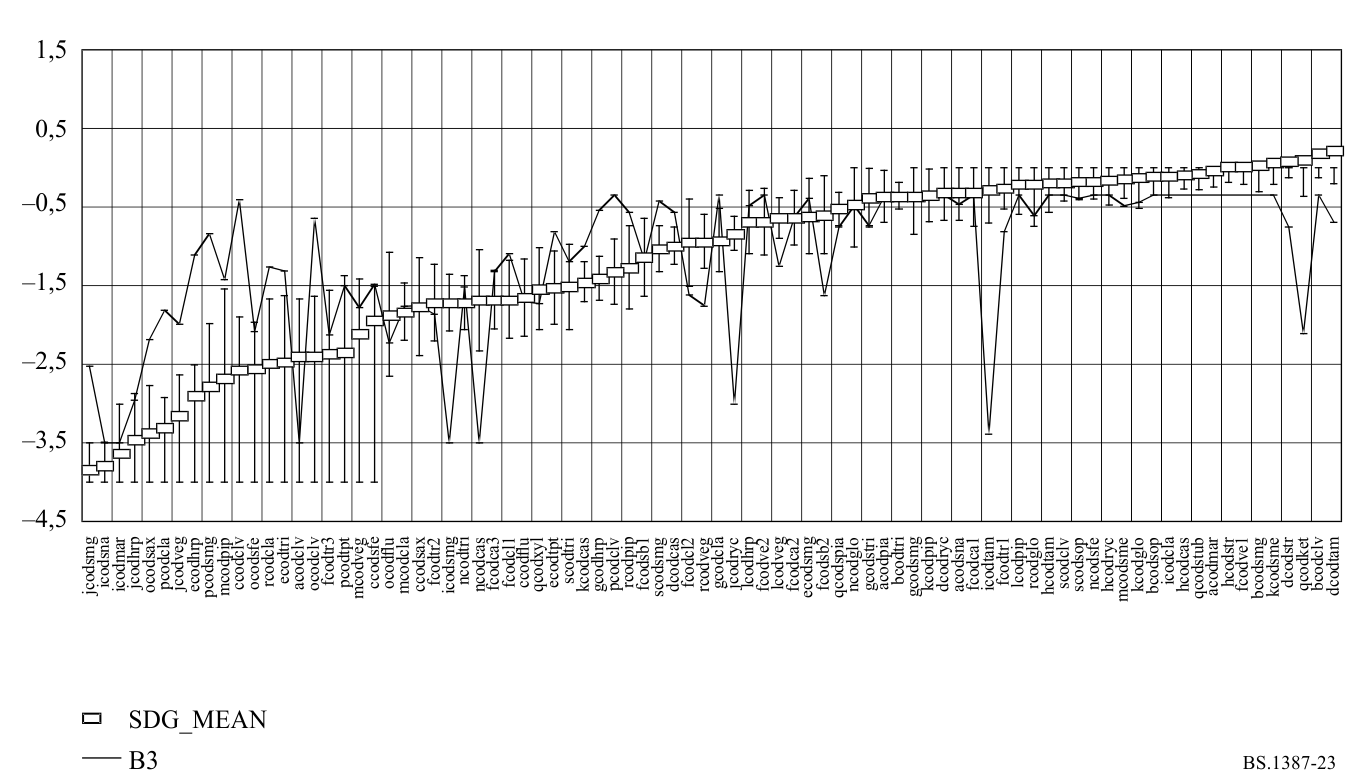 1,5
0,5
−0,5
−1,5
−2,5
−3,5
−4,5
jcodsmg
icodsna
icodmar
jcodhrp
ocodsax
pcodcla
jcodveg
ecodhrp
pcodsmg
mcodpip
ccodclv
ocodsfe
rcodcla
ecodtri
acodclv
ocodclv
fcodtr3
pcodtpt
mcodveg
ccodsfe
ocodflu
mcodcla
ccodsax
fcodtr2
icodsmg
ncodtri
ncodcas
fcodca3
fcodcl1
ccodflu
qcodxyl
ecodtpt
scodtri
kcodcas
gcodhrp
pcodclv
rcodpip
fcodsb1
scodsmg
dcodcas
fcodcl2
rcodveg
gcodcla
jcodryc
lcodhrp
fcodve2
lcodveg
fcodca2
ecodsmg
fcodsb2
qcodspa
ncodglo
gcodstri
acodpia
bcodtri
gcodsmg
kcodpip
dcodryc
acodsna
fcodca1
icodtam
fcodtr1
lcodpip
rcodglo
hcodtam
scodclv
scodsop
ncodsfe
hcodryc
mcodsme
kcodglo
bcodsop
icodcla
hcodcas
qcodstub
acodmar
hcodstr
fcodve1
bcodsmg
kcodsme
dcodstr
qcodket
bcodclv
dcodtam
SDG_MEAN
B3
BS.1387-23